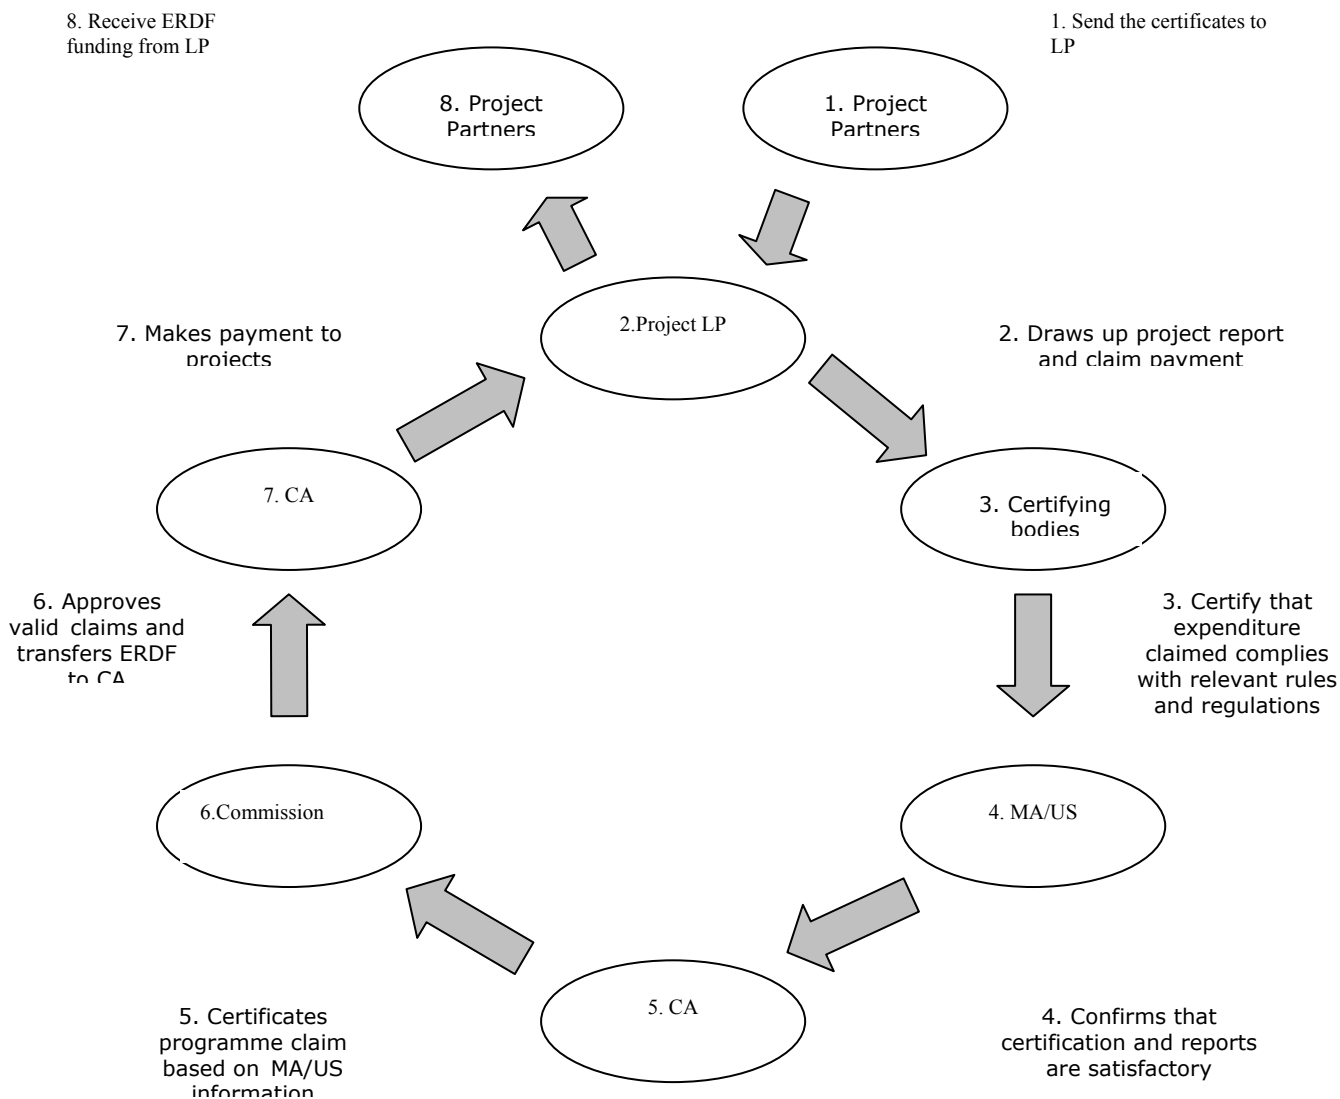 8. Receive ERDF
funding from LP
1. Send the certificates to
LP
8. Project
Partners
1. Project
Partners
2.Project LP
7. Makes payment to
projects
2. Draws up project report
and claim payment
7. CA
3. Certifying
bodies
6. Approves
valid claims and
transfers ERDF
to CA
3. Certify that
expenditure
claimed complies
with relevant rules
and regulations
6.Commission
4. MA/US
5. CA
5. Certificates
programme claim
based on MA/US
information
4. Confirms that
certification and reports
are satisfactory